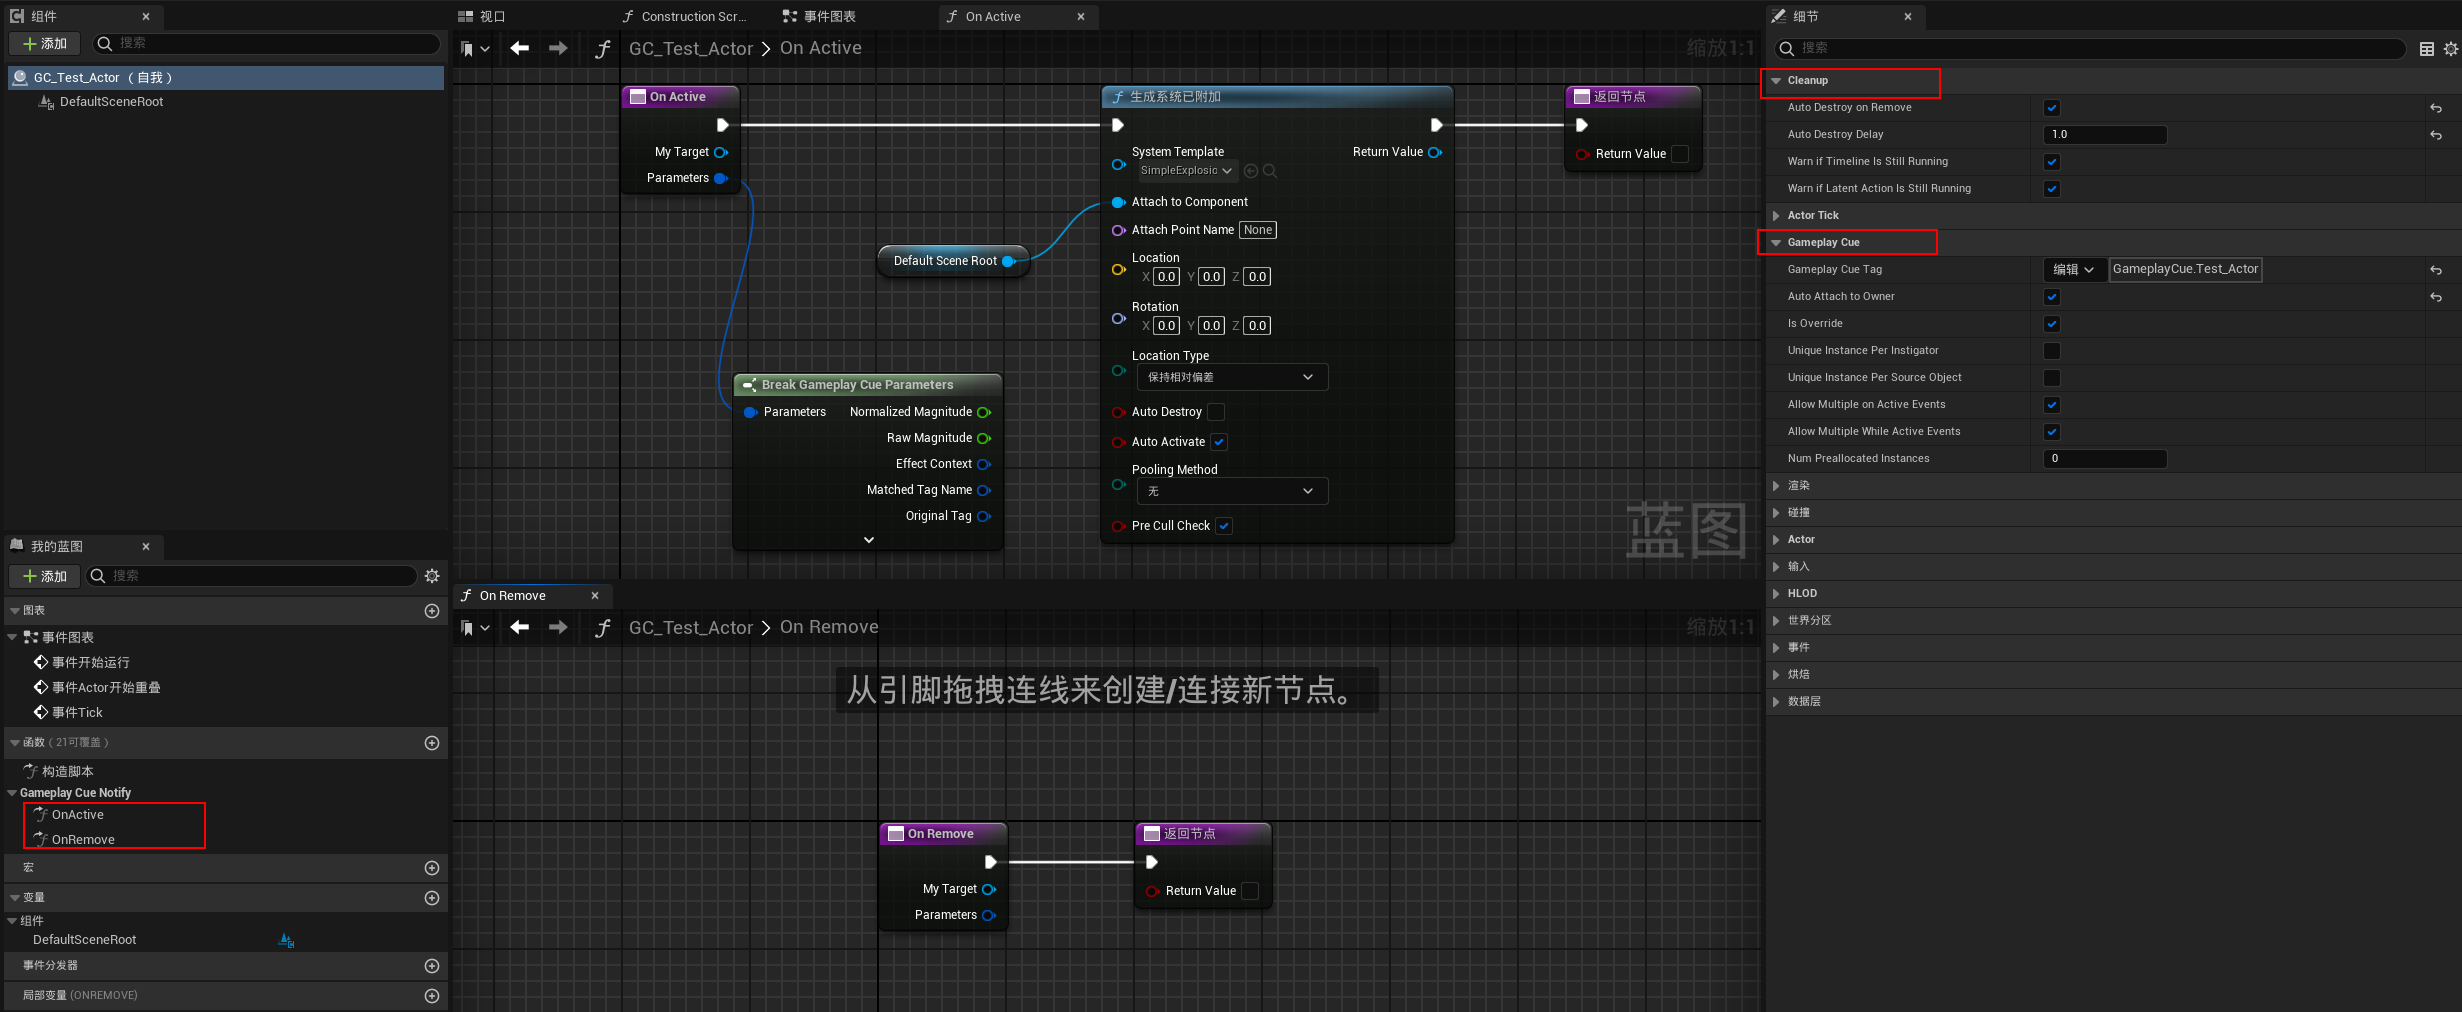 组件
添加
搜索
GC_Test_Actor （自我）
DefaultSceneRoot
我的蓝图
添加
搜索
图表
事件图表
事件开始运行
事件Actor开始重叠
事件Tick
函数（21可覆盖）
构造脚本
Gameplay Cue Notify
OnActive
OnRemove
宏
变量
组件
DefaultSceneRoot
事件分发器
局部变量 (ONREMOVE)
视口
Construction Scr...
事件图表
On Active
GC_Test_Actor > On Active
缩放1:1
On Active
My Target
Parameters
Default Scene Root
Break Gameplay Cue Parameters
Parameters
Normalized Magnitude
Raw Magnitude
Effect Context
Matched Tag Name
Original Tag
生成系统已附加
System Template
SimpleExplosic
Return Value
Attach to Component
Attach Point Name None
Location
X 0.0 Y 0.0 Z 0.0
Rotation
X 0.0 Y 0.0 Z 0.0
Location Type
保持相对偏差
Auto Destroy
Auto Activate
Pooling Method
无
Pre Cull Check
返回节点
Return Value
蓝图
On Remove
GC_Test_Actor > On Remove
缩放1:1
从引脚拖拽连线来创建/连接新节点。
On Remove
My Target
Parameters
返回节点
Return Value
细节
搜索
Cleanup
Auto Destroy on Remove
Auto Destroy Delay 1.0
Warn if Timeline Is Still Running
Warn if Latent Action Is Still Running
Actor Tick
Gameplay Cue
Gameplay Cue Tag 编辑 GameplayCue.Test_Actor
Auto Attach to Owner
Is Override
Unique Instance Per Instigator
Unique Instance Per Source Object
Allow Multiple on Active Events
Allow Multiple While Active Events
Num Preallocated Instances 0
渲染
碰撞
Actor
输入
HLOD
世界分区
事件
烘焙
数据层